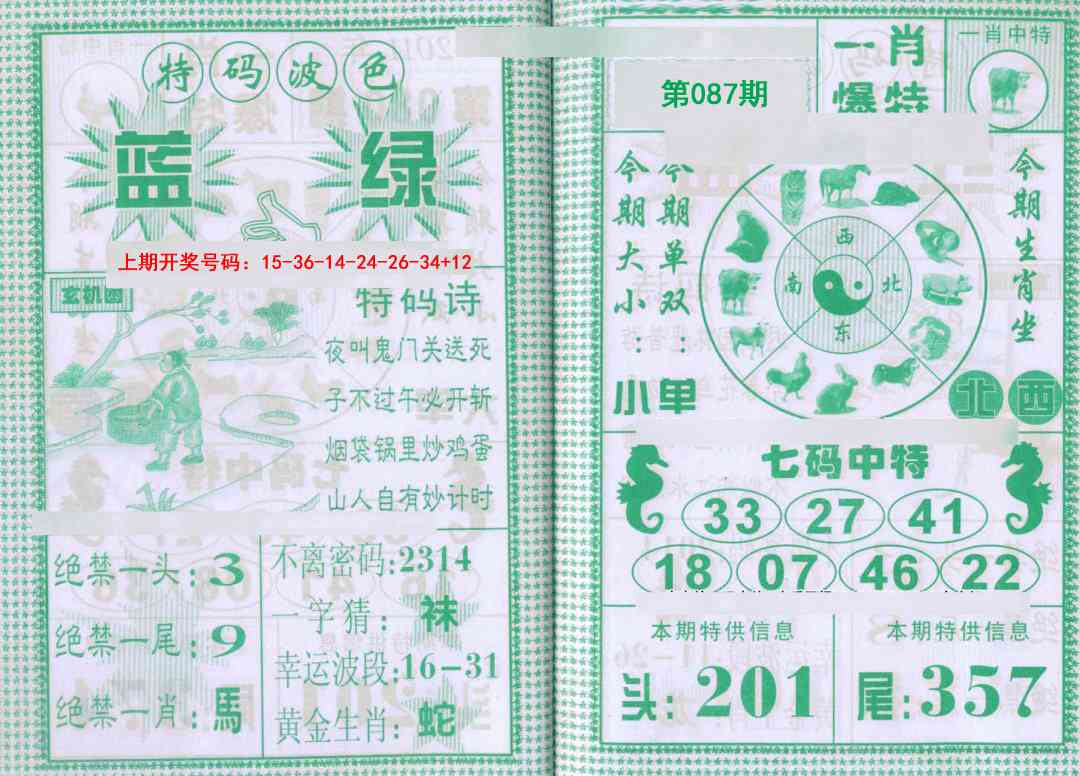 特码波色
蓝 绿
上期开奖号码：15-36-14-24-26-34+12
玄机图
特码诗
夜叫鬼门关送死
子不过午必开斩
烟袋锅里炒鸡蛋
山人自有妙计时
绝禁一头:3
绝禁一尾:9
绝禁一肖:馬
不离密码:2314
一字猜：袜
幸运波段:16-31
黄金生肖:蛇
第087期
一肖爆特
一肖中特
今期大小：小
今期单双：单
西
南 北
东
今期生肖坐
北西
七码中特
33 27 41
18 07 46 22
本期特供信息
头:201
本期特供信息
尾:357